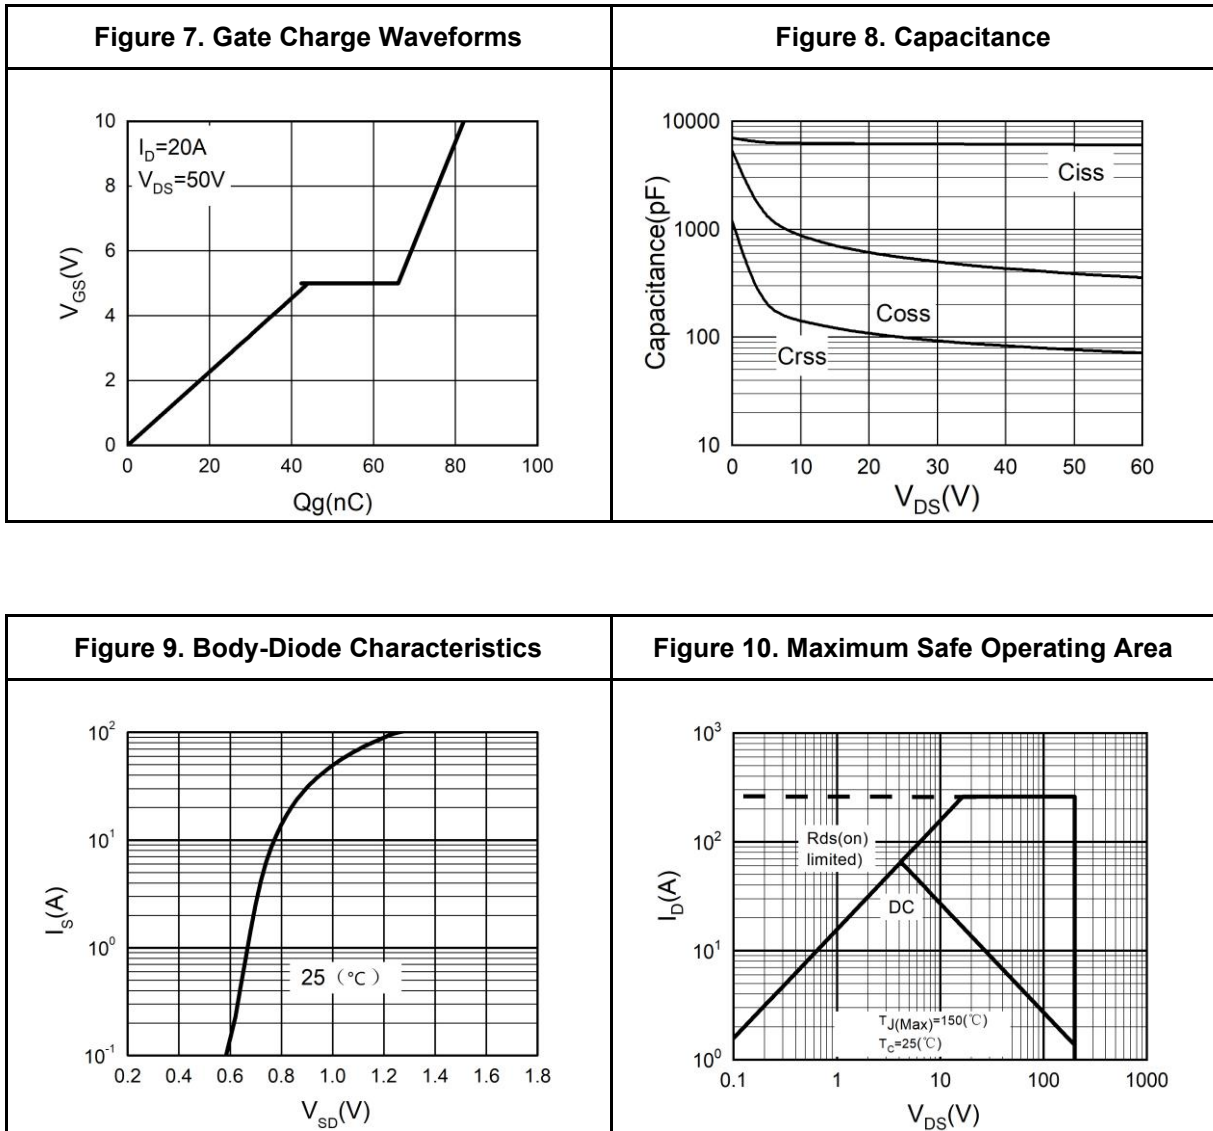 Figure 7. Gate Charge Waveforms
Figure 8. Capacitance
10
8
6
4
2
0
V_GS(V)
I_D=20A
V_DS=50V
0 20 40 60 80 100
Qg(nC)
10000
1000
100
10
Capacitance(pF)
Ciss
Coss
Crss
0 10 20 30 40 50 60
V_DS(V)
Figure 9. Body-Diode Characteristics
Figure 10. Maximum Safe Operating Area
10^2
10^1
10^0
10^-1
I_S(A)
25（℃）
0.2 0.4 0.6 0.8 1.0 1.2 1.4 1.6 1.8
V_SD(V)
10^3
10^2
10^1
10^0
I_D(A)
Rds(on)
limited)
DC
T_J(Max)=150(℃)
T_C=25(℃)
0.1 1 10 100 1000
V_DS(V)